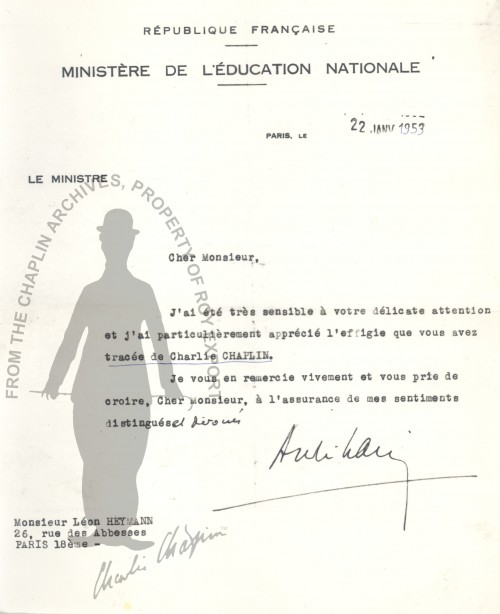 RÉPUBLIQUE FRANÇAISE
MINISTÈRE DE L'ÉDUCATION NATIONALE
PARIS, LE 22 JANV 1953
LE MINISTRE
FROM THE CHAPLIN ARCHIVES, PROPERTY OF ROY EXPORT
Cher Monsieur,
J'ai été très sensible à votre délicate attention
et j'ai particulièrement apprécié l'effigie que vous avez
tracée de Charlie CHAPLIN.
Je vous en remercie vivement et vous prie de
croire, Cher Monsieur, à l'assurance de mes sentiments
distingués et dévoués
Monsieur Léon HEYMANN
26, rue des Abbesses
PARIS 18ème -
Charlie Chaplin